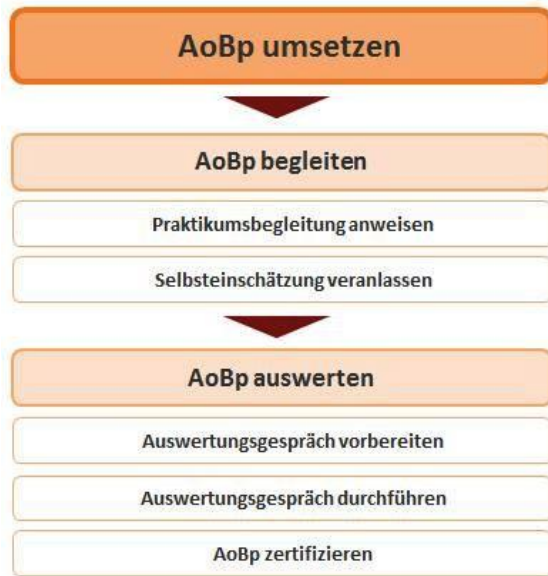 AoBp umsetzen
AoBp begleiten
Praktikumsbegleitung anweisen
Selbsteinschätzung veranlassen
AoBp auswerten
Auswertungsgespräch vorbereiten
Auswertungsgespräch durchführen
AoBp zertifizieren